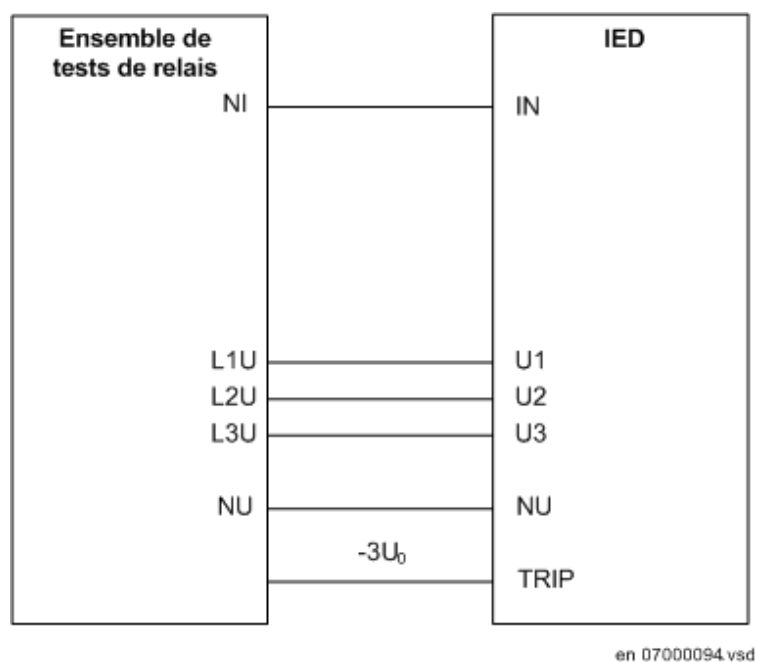 Ensemble de
tests de relais
IED
NI
IN
L1U
U1
L2U
U2
L3U
U3
NU
NU
-3U₀
TRIP
en 07000094.vsd